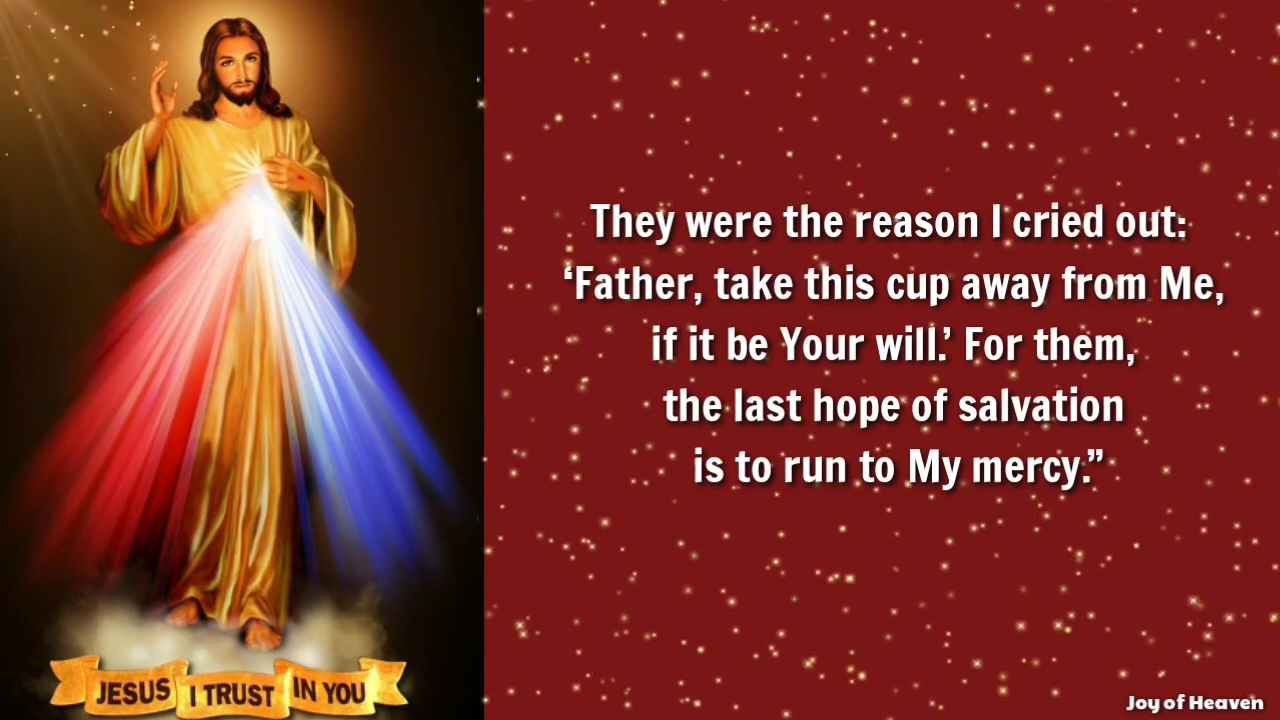 They were the reason I cried out:
‘Father, take this cup away from Me,
if it be Your will.’ For them,
the last hope of salvation
is to run to My mercy.”
JESUS I TRUST IN YOU
Joy of Heaven